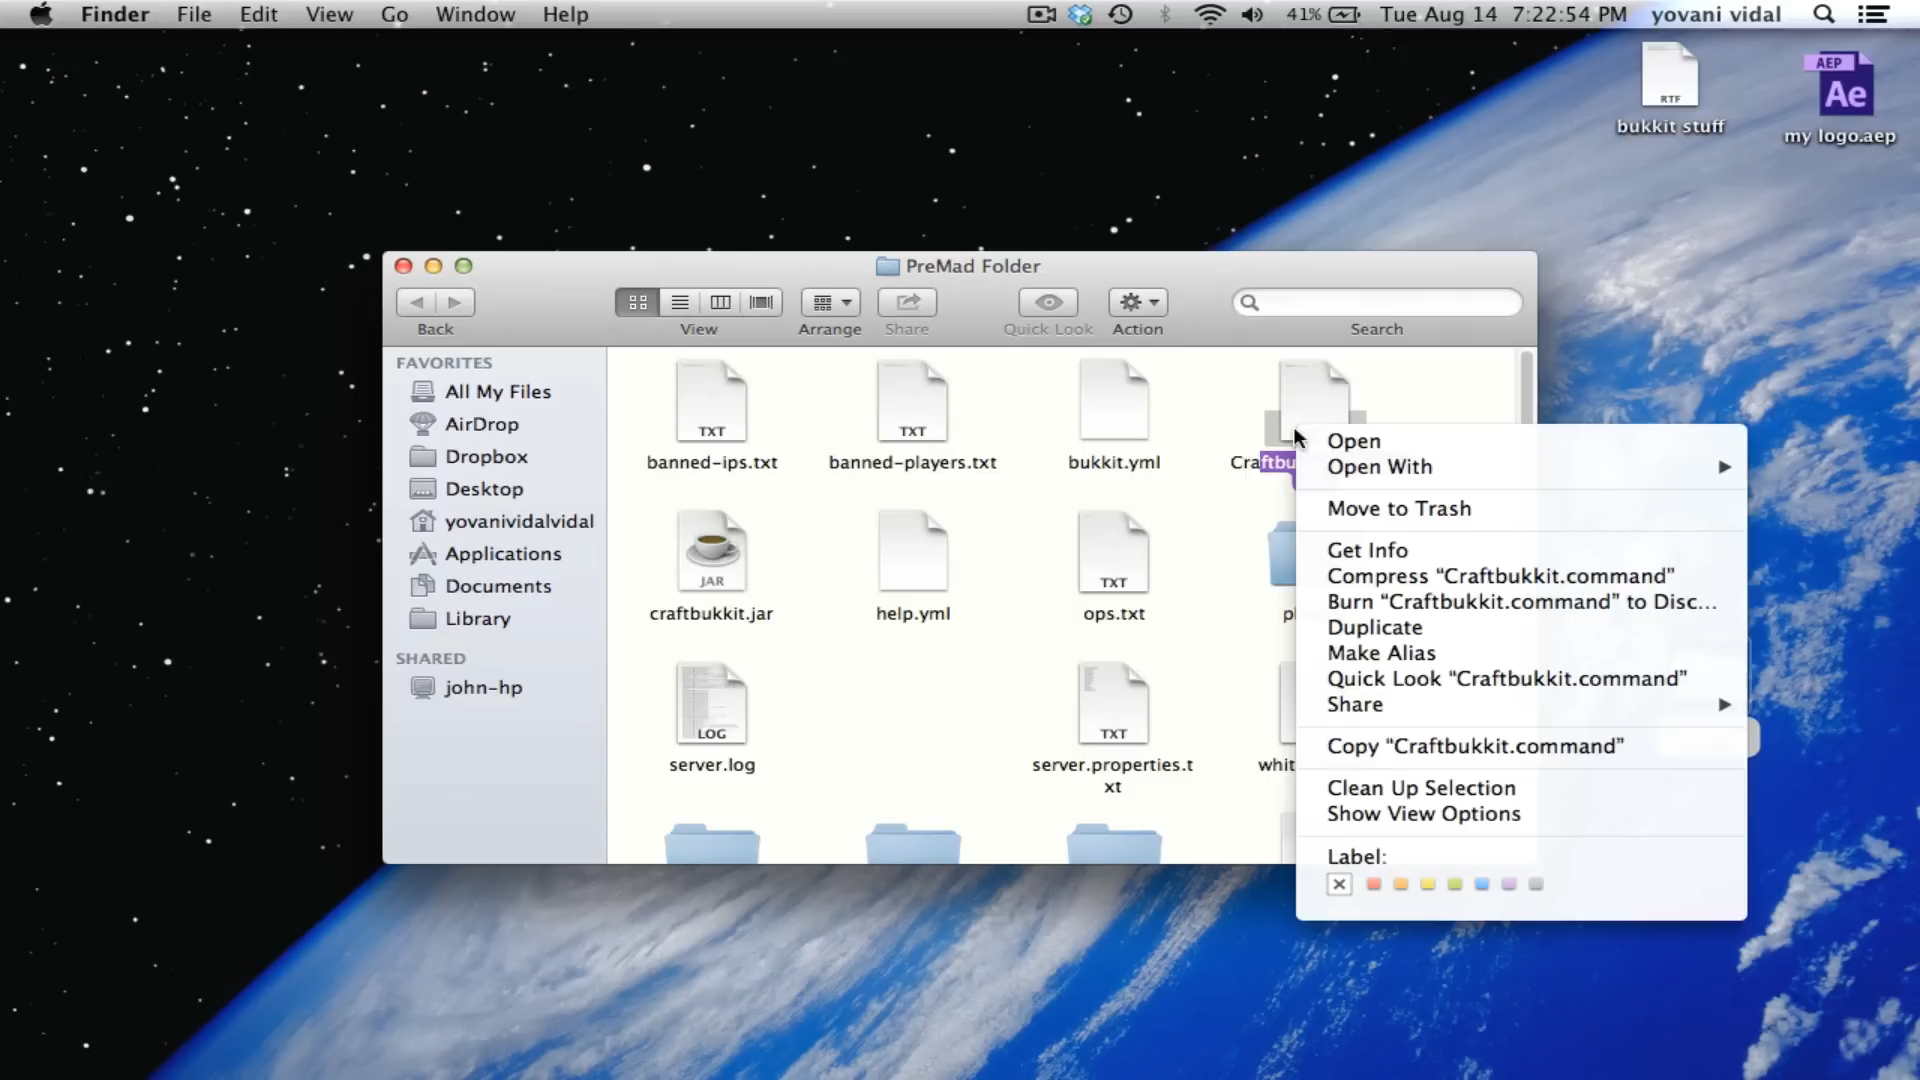 Finder File Edit View Go Window Help 41% Tue Aug 14 7:22:54 PM yovani vidal
RTF
bukkit stuff
AEP
Ae
my logo.aep
PreMad Folder
Back View Arrange Share Quick Look Action Search
FAVORITES
All My Files
AirDrop
Dropbox
Desktop
yovanividalvidal
Applications
Documents
Library
SHARED
john-hp
TXT TXT
banned-ips.txt banned-players.txt bukkit.yml Craftbu
JAR TXT
craftbukkit.jar help.yml ops.txt pl
LOG TXT
server.log server.properties.t whit
xt
Open
Open With
Move to Trash
Get Info
Compress “Craftbukkit.command”
Burn “Craftbukkit.command” to Disc...
Duplicate
Make Alias
Quick Look “Craftbukkit.command”
Share
Copy “Craftbukkit.command”
Clean Up Selection
Show View Options
Label: